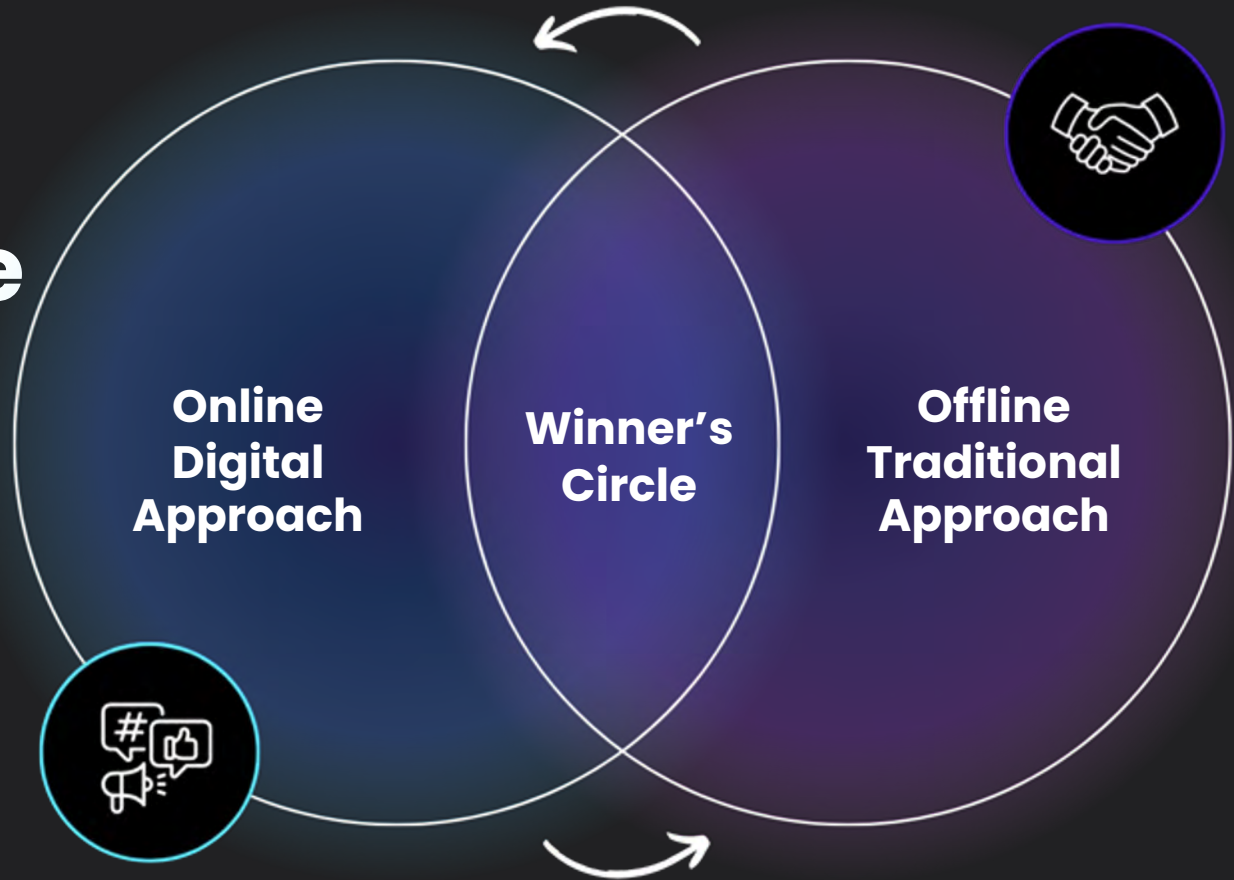 e
Online
Digital
Approach
Winner’s
Circle
Offline
Traditional
Approach
#